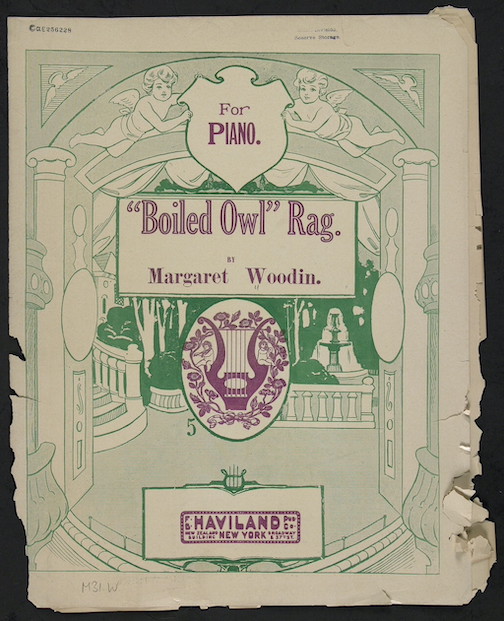 For
PIANO.
"Boiled Owl" Rag.
BY
Margaret Woodin.
5
F.B. HAVILAND PUB. CO.
NEW ZEALAND BUILDING NEW YORK BROADWAY & 37TH ST.
M31.W